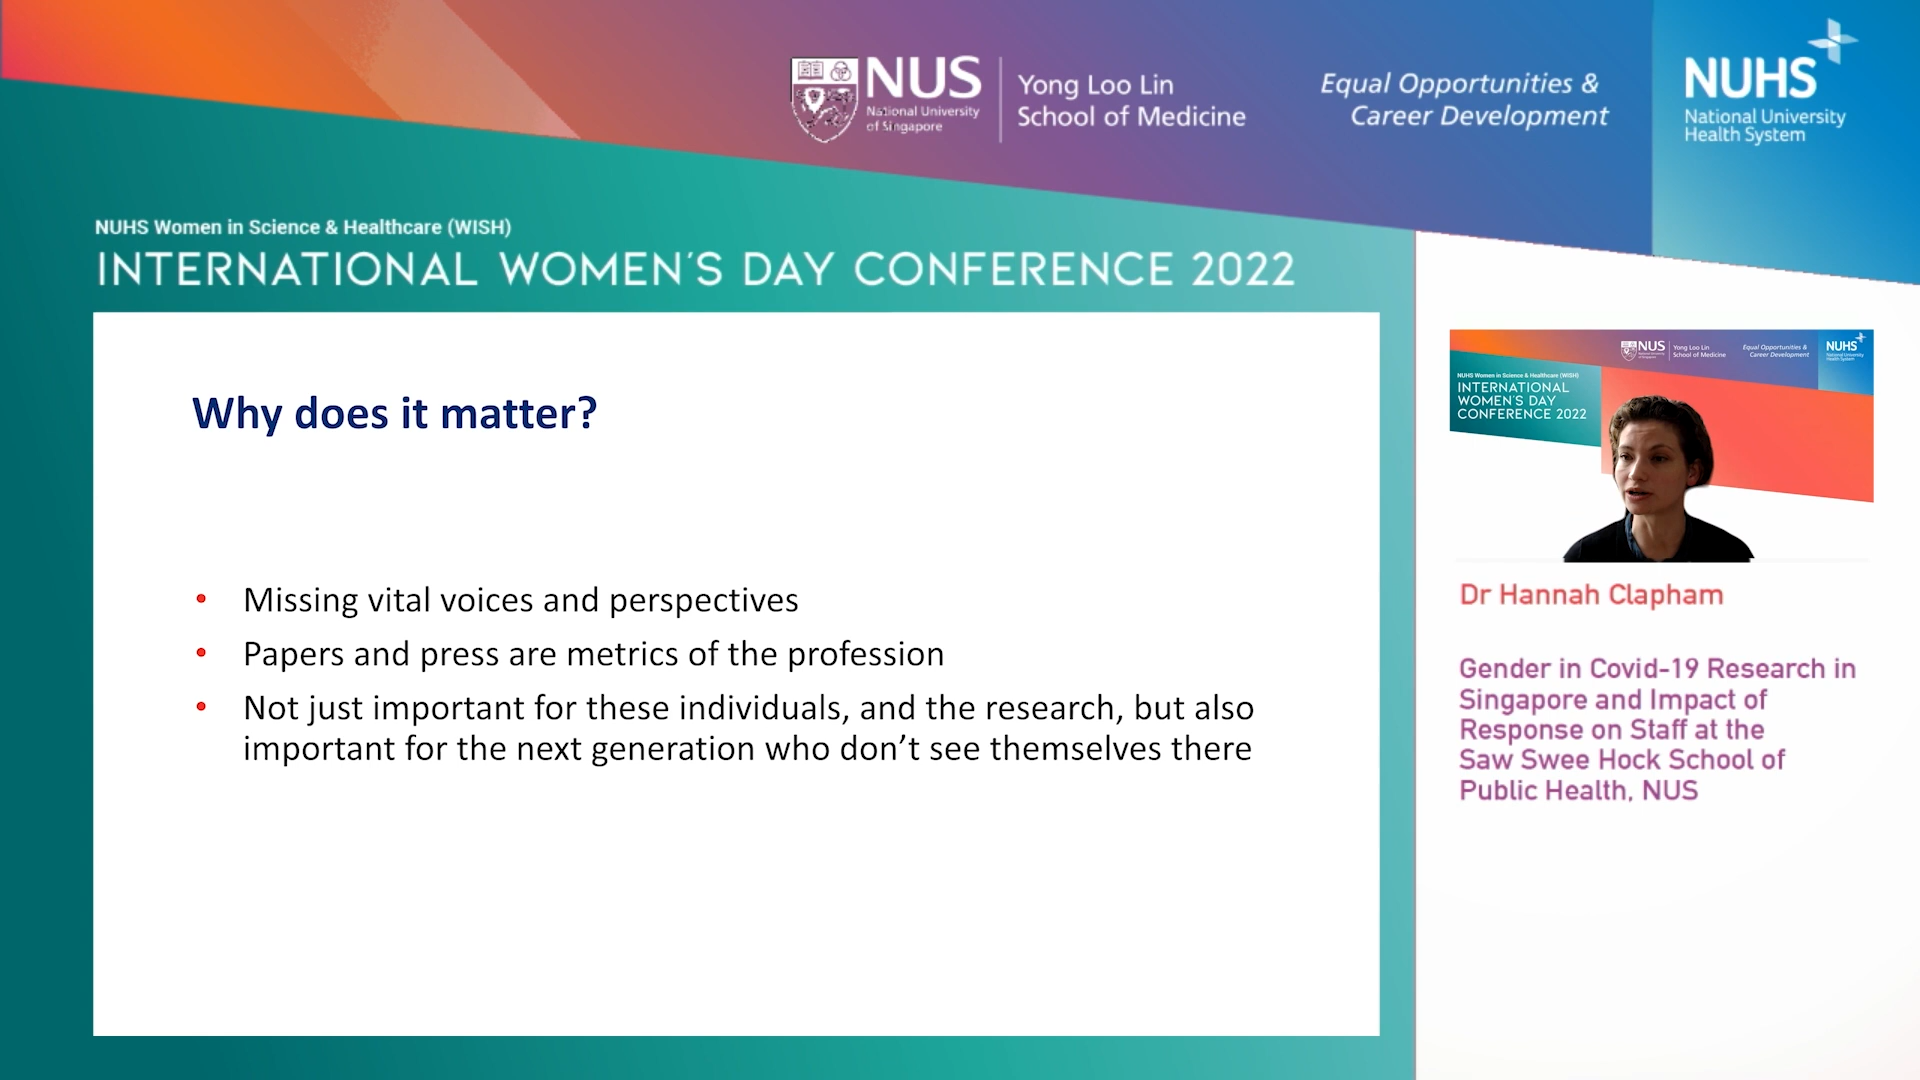 NUS
National University
of Singapore
Yong Loo Lin
School of Medicine
Equal Opportunities &
Career Development
NUHS
National University
Health System
NUHS Women in Science & Healthcare (WISH)
INTERNATIONAL WOMEN'S DAY CONFERENCE 2022
Why does it matter?
• Missing vital voices and perspectives
• Papers and press are metrics of the profession
• Not just important for these individuals, and the research, but also
important for the next generation who don’t see themselves there
NUS
Yong Loo Lin
School of Medicine
Equal Opportunities &
Career Development
NUHS
National University
Health System
NUHS Women in Science & Healthcare (WISH)
INTERNATIONAL
WOMEN'S DAY
CONFERENCE 2022
Dr Hannah Clapham
Gender in Covid-19 Research in
Singapore and Impact of
Response on Staff at the
Saw Swee Hock School of
Public Health, NUS